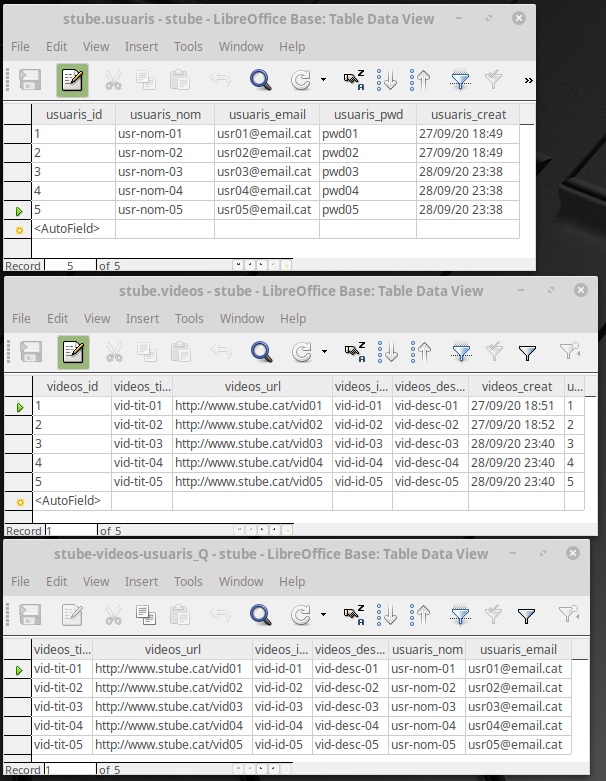 stube.usuaris - stube - LibreOffice Base: Table Data View
File Edit View Insert Tools Window Help
usuaris_id usuaris_nom usuaris_email usuaris_pwd usuaris_creat
1 usr-nom-01 usr01@email.cat pwd01 27/09/20 18:49
2 usr-nom-02 usr02@email.cat pwd02 27/09/20 18:49
3 usr-nom-03 usr03@email.cat pwd03 28/09/20 23:38
4 usr-nom-04 usr04@email.cat pwd04 28/09/20 23:38
5 usr-nom-05 usr05@email.cat pwd05 28/09/20 23:38
<AutoField>
Record 5 of 5
stube.videos - stube - LibreOffice Base: Table Data View
File Edit View Insert Tools Window Help
videos_id videos_ti... videos_url videos_i... videos_des... videos_creat u...
1 vid-tit-01 http://www.stube.cat/vid01 vid-id-01 vid-desc-01 27/09/20 18:51 1
2 vid-tit-02 http://www.stube.cat/vid02 vid-id-02 vid-desc-02 27/09/20 18:52 2
3 vid-tit-03 http://www.stube.cat/vid03 vid-id-03 vid-desc-03 28/09/20 23:40 3
4 vid-tit-04 http://www.stube.cat/vid04 vid-id-04 vid-desc-04 28/09/20 23:40 4
5 vid-tit-05 http://www.stube.cat/vid05 vid-id-05 vid-desc-05 28/09/20 23:40 5
<AutoField>
Record 1 of 5
stube-videos-usuaris_Q - stube - LibreOffice Base: Table Data View
File Edit View Insert Tools Window Help
videos_ti... videos_url videos_i... videos_des... usuaris_nom usuaris_email
vid-tit-01 http://www.stube.cat/vid01 vid-id-01 vid-desc-01 usr-nom-01 usr01@email.cat
vid-tit-02 http://www.stube.cat/vid02 vid-id-02 vid-desc-02 usr-nom-02 usr02@email.cat
vid-tit-03 http://www.stube.cat/vid03 vid-id-03 vid-desc-03 usr-nom-03 usr03@email.cat
vid-tit-04 http://www.stube.cat/vid04 vid-id-04 vid-desc-04 usr-nom-04 usr04@email.cat
vid-tit-05 http://www.stube.cat/vid05 vid-id-05 vid-desc-05 usr-nom-05 usr05@email.cat
Record 1 of 5